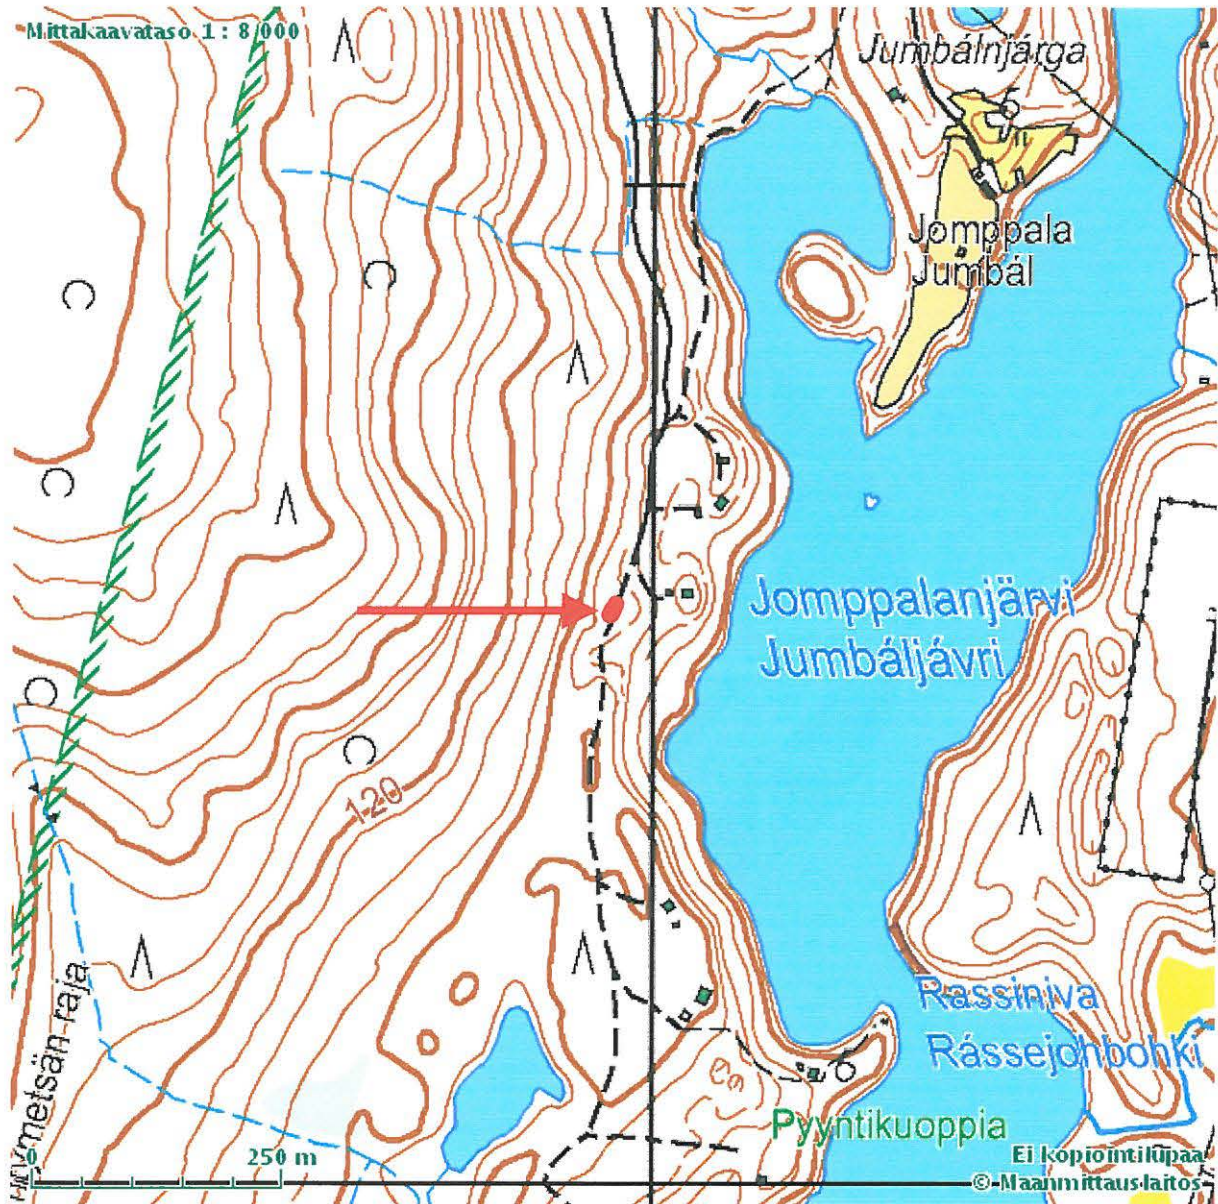 Mittakaavataso 1 : 8 000
Jumbálnjárga
Jomppala
Jumbál
Jomppalanjärvi
Jumbáljávri
120
Rassiniva
Rássejohbohki
metsän raja
Pyyntikuoppia
0 250 m
Ei kopiointilupaa
© Maanmittauslaitos